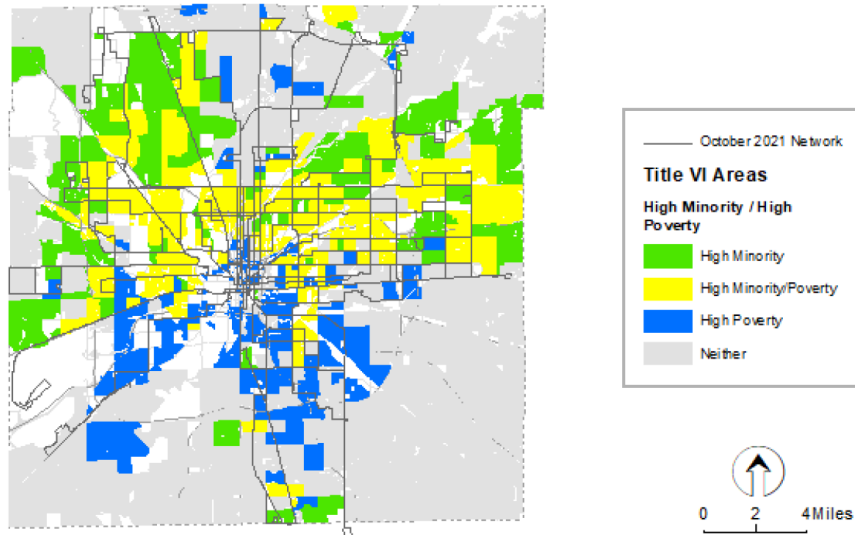 October 2021 Network
Title VI Areas
High Minority / High
Poverty
High Minority
High Minority/Poverty
High Poverty
Neither
0 2 4 Miles